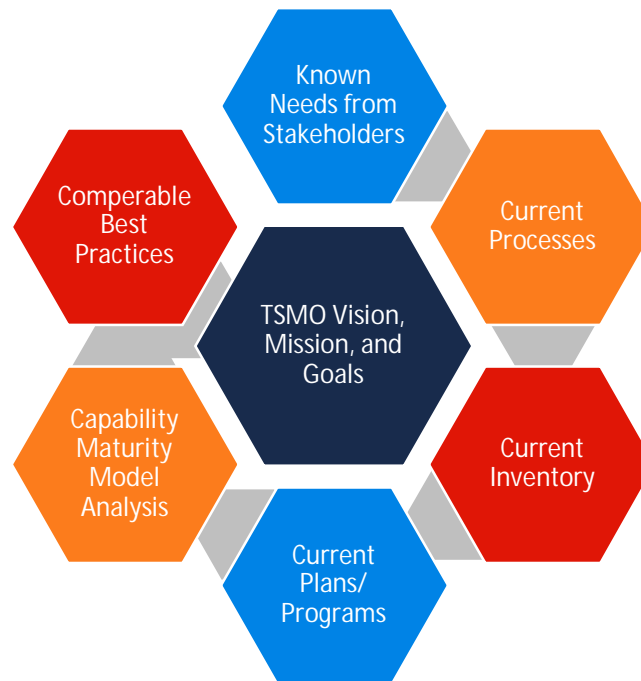 Known
Needs from
Stakeholders
Comperable
Best
Practices
Current
Processes
TSMO Vision,
Mission, and
Goals
Capability
Maturity
Model
Analysis
Current
Inventory
Current
Plans/
Programs